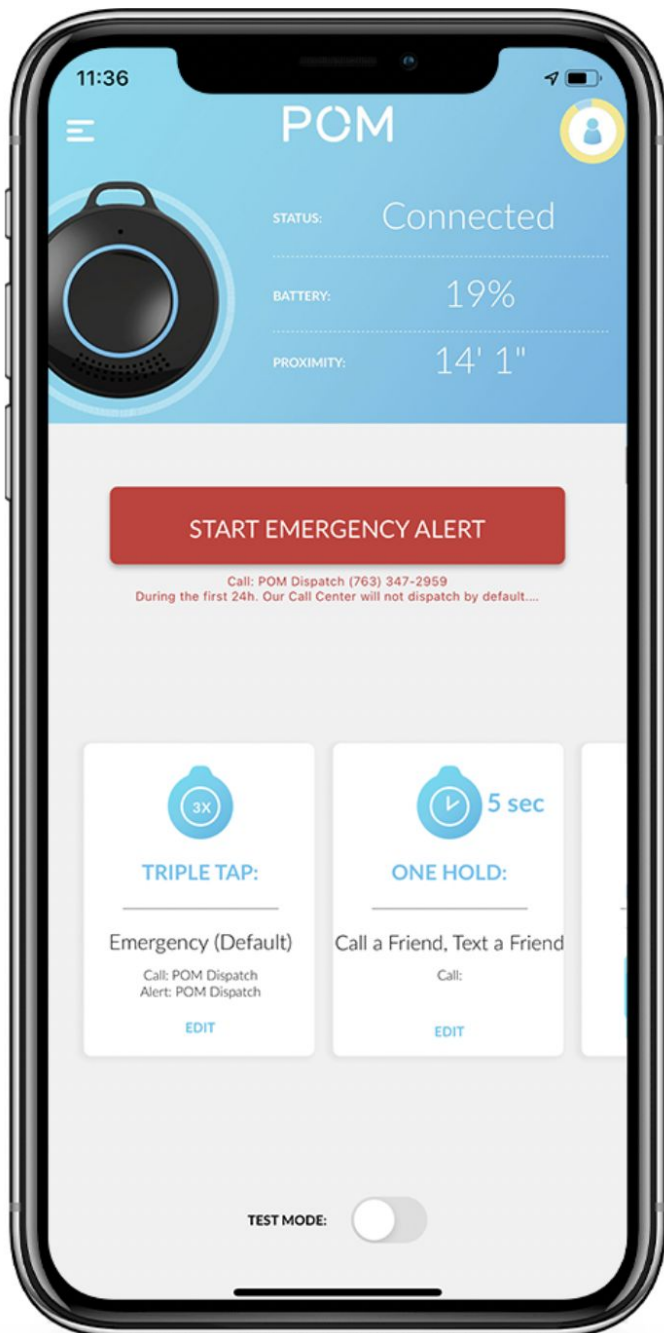 11:36
POM
STATUS: Connected
BATTERY: 19%
PROXIMITY: 14' 1"
START EMERGENCY ALERT
Call: POM Dispatch (763) 347-2959
During the first 24h. Our Call Center will not dispatch by default....
3X
5 sec
TRIPLE TAP:
ONE HOLD:
Emergency (Default)
Call a Friend, Text a Friend
Call: POM Dispatch
Call:
Alert: POM Dispatch
EDIT
EDIT
TEST MODE: